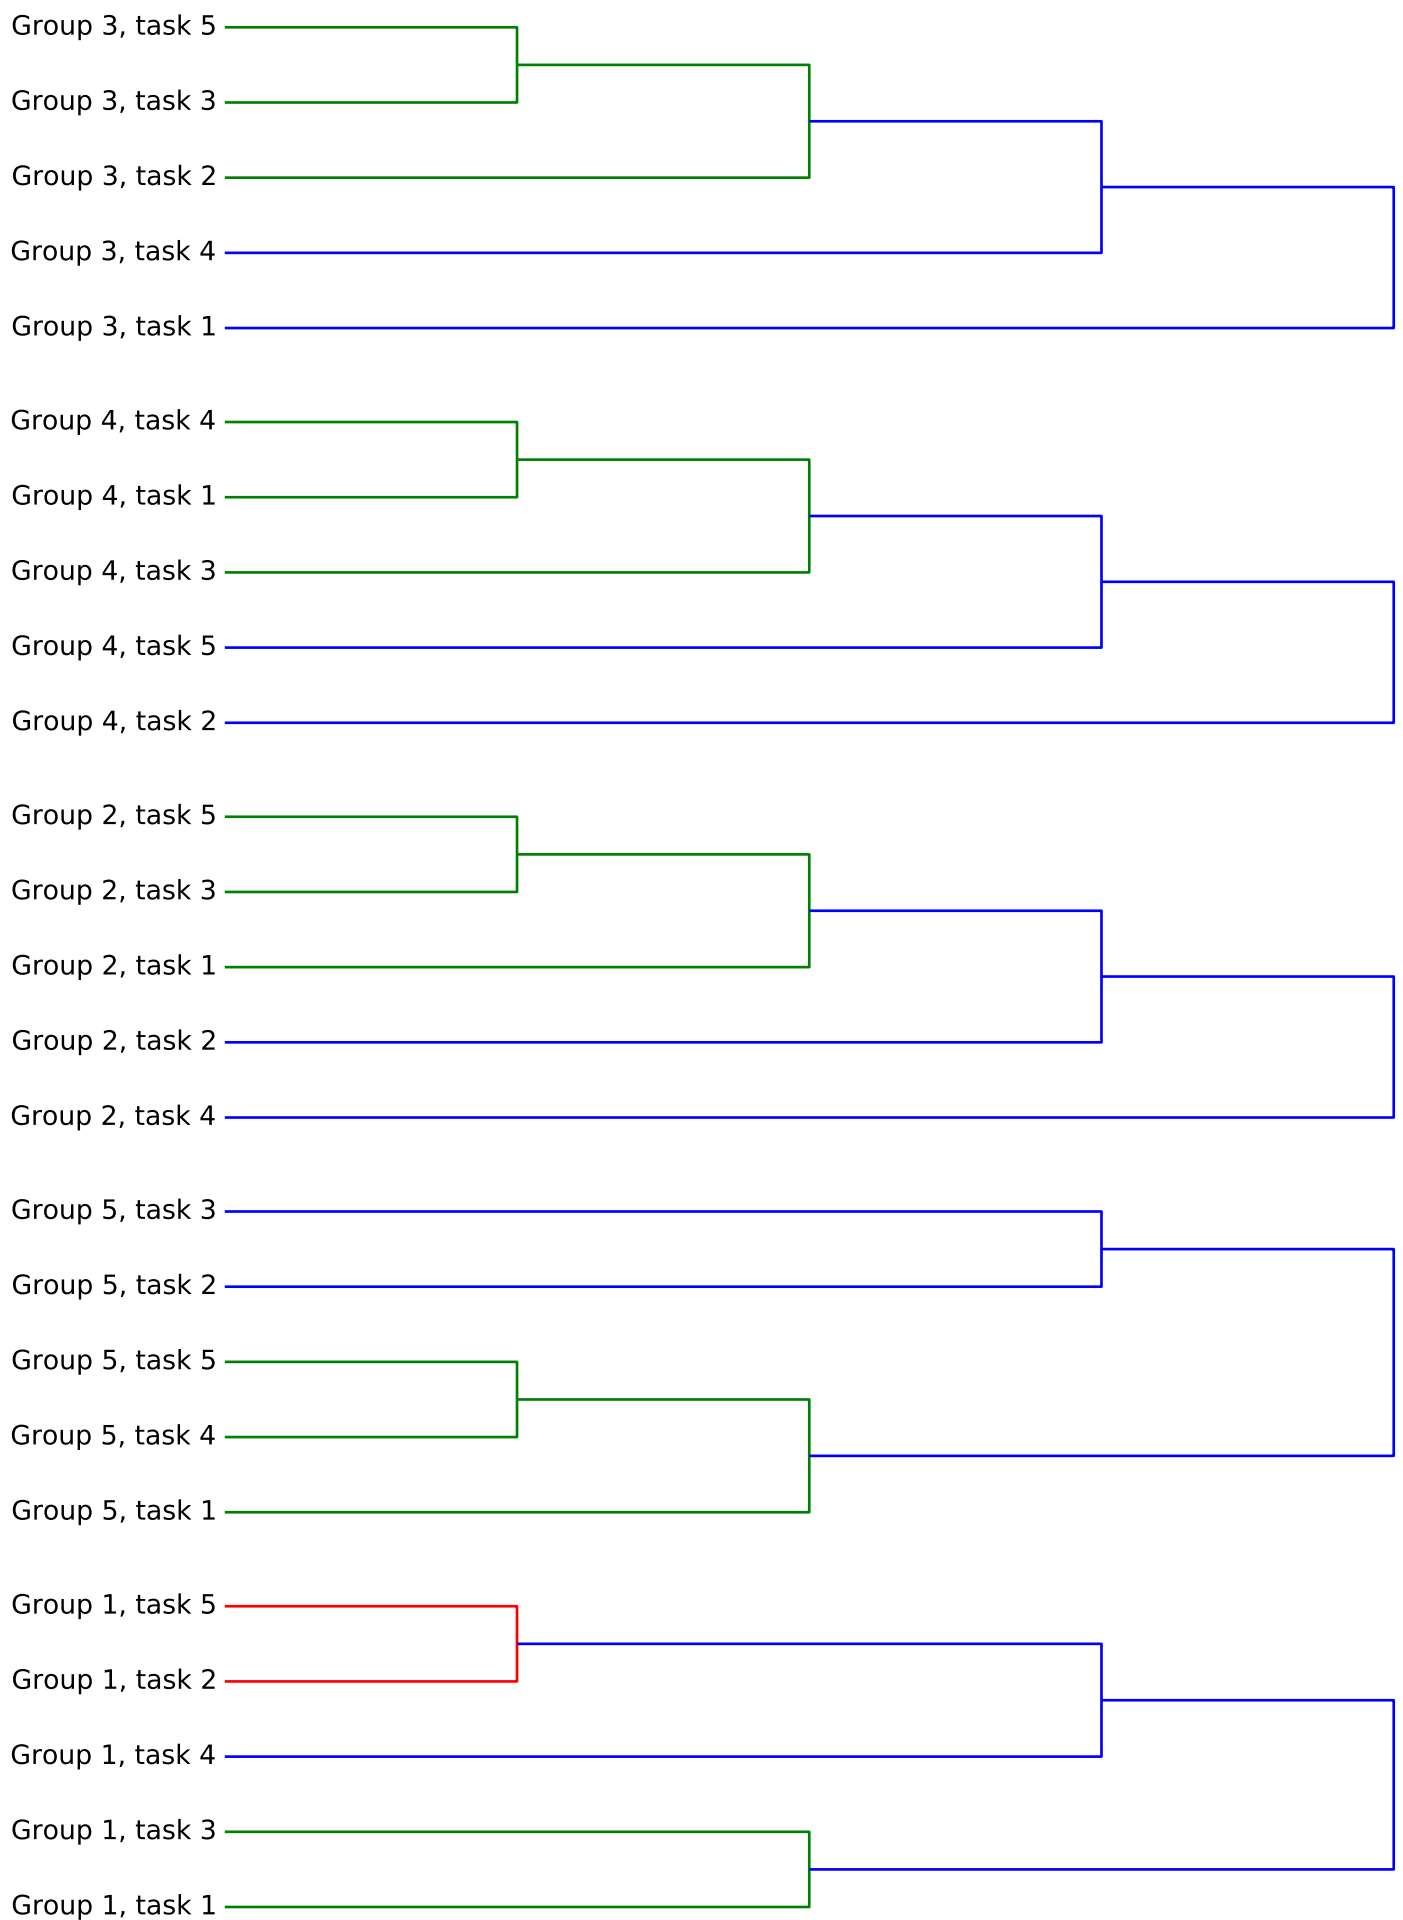 Group 3, task 5
Group 3, task 3
Group 3, task 2
Group 3, task 4
Group 3, task 1
Group 4, task 4
Group 4, task 1
Group 4, task 3
Group 4, task 5
Group 4, task 2
Group 2, task 5
Group 2, task 3
Group 2, task 1
Group 2, task 2
Group 2, task 4
Group 5, task 3
Group 5, task 2
Group 5, task 5
Group 5, task 4
Group 5, task 1
Group 1, task 5
Group 1, task 2
Group 1, task 4
Group 1, task 3
Group 1, task 1